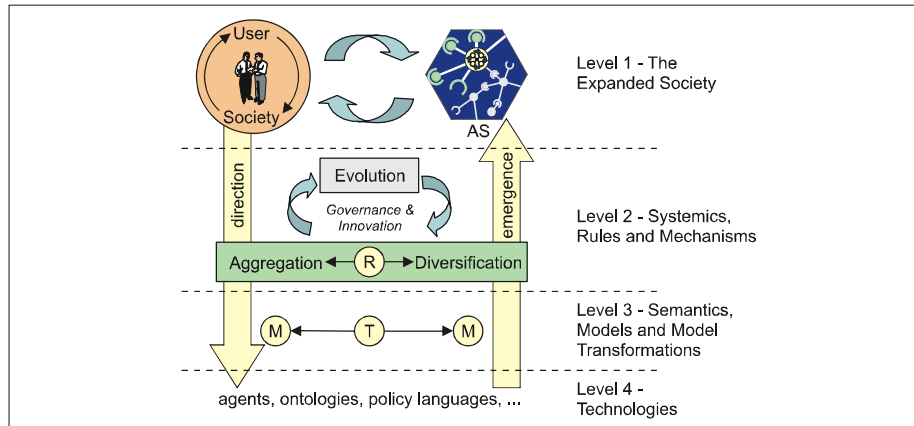 User
Society
AS
Level 1 - The
Expanded Society
direction
emergence
Evolution
Governance &
Innovation
Aggregation
R
Diversification
Level 2 - Systemics,
Rules and Mechanisms
M
T
M
Level 3 - Semantics,
Models and Model
Transformations
agents, ontologies, policy languages, ...
Level 4 -
Technologies